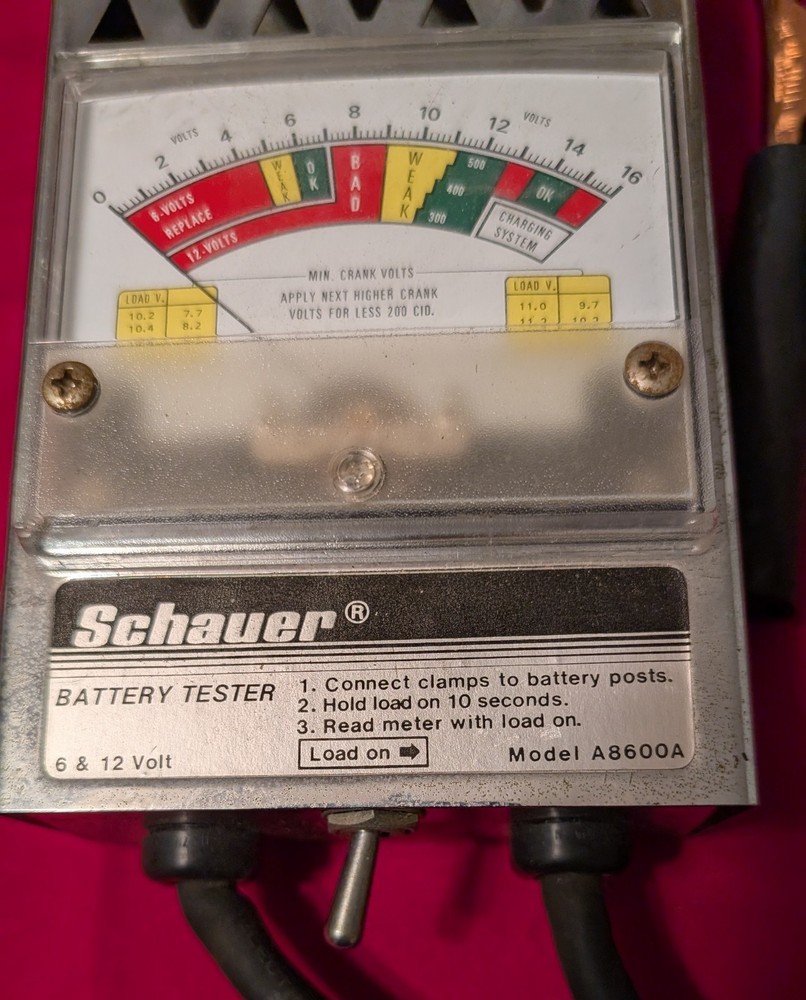 0 2 4 6 8 10 12 14 16
VOLTS VOLTS
6-VOLTS
REPLACE
WEAK
OK
12-VOLTS
BAD
WEAK
500
400
300
OK
CHARGING
SYSTEM
MIN. CRANK VOLTS
APPLY NEXT HIGHER CRANK
VOLTS FOR LESS 200 CID.
LOAD V.
10.2 7.7
10.4 8.2
LOAD V.
11.0 9.7
11.2 10.2
Schauer®
BATTERY TESTER
6 & 12 Volt
1. Connect clamps to battery posts.
2. Hold load on 10 seconds.
3. Read meter with load on.
Load on
Model A8600A